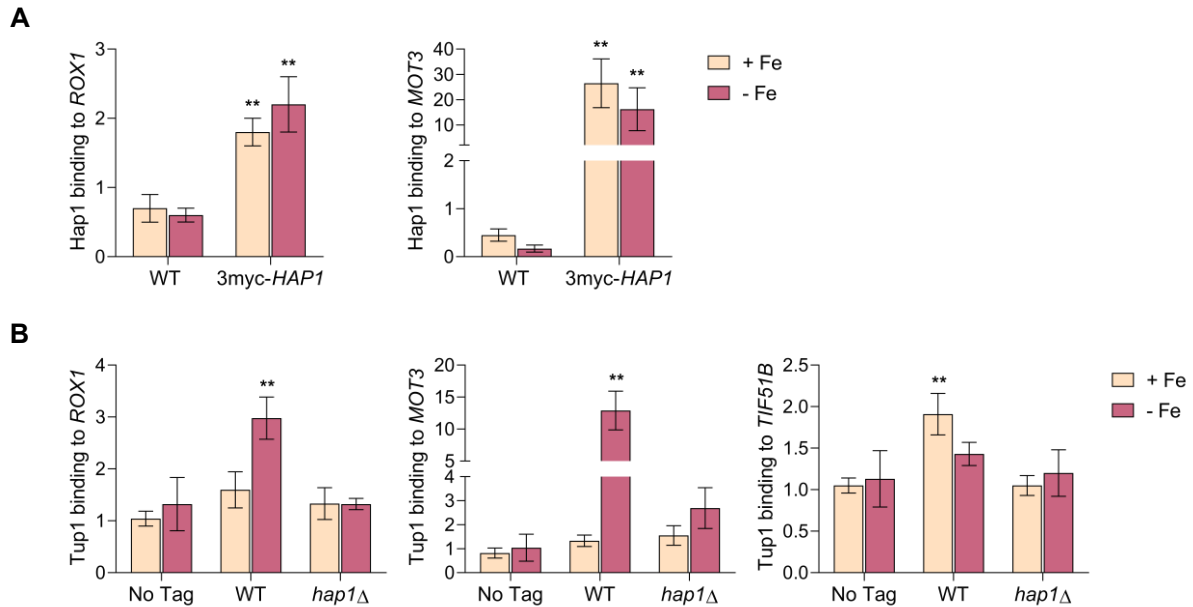 A
Hap1 binding to ROX1
3
2
1
0
**
**
WT
3myc-HAP1
Hap1 binding to MOT3
40
30
20
10
2
1
0
**
**
WT
3myc-HAP1
+ Fe
- Fe
B
Tup1 binding to ROX1
4
3
2
1
0
**
No Tag
WT
hap1Δ
Tup1 binding to MOT3
20
15
10
5
4
3
2
1
0
**
No Tag
WT
hap1Δ
Tup1 binding to TIF51B
2.5
2.0
1.5
1.0
0.5
0.0
**
No Tag
WT
hap1Δ
+ Fe
- Fe